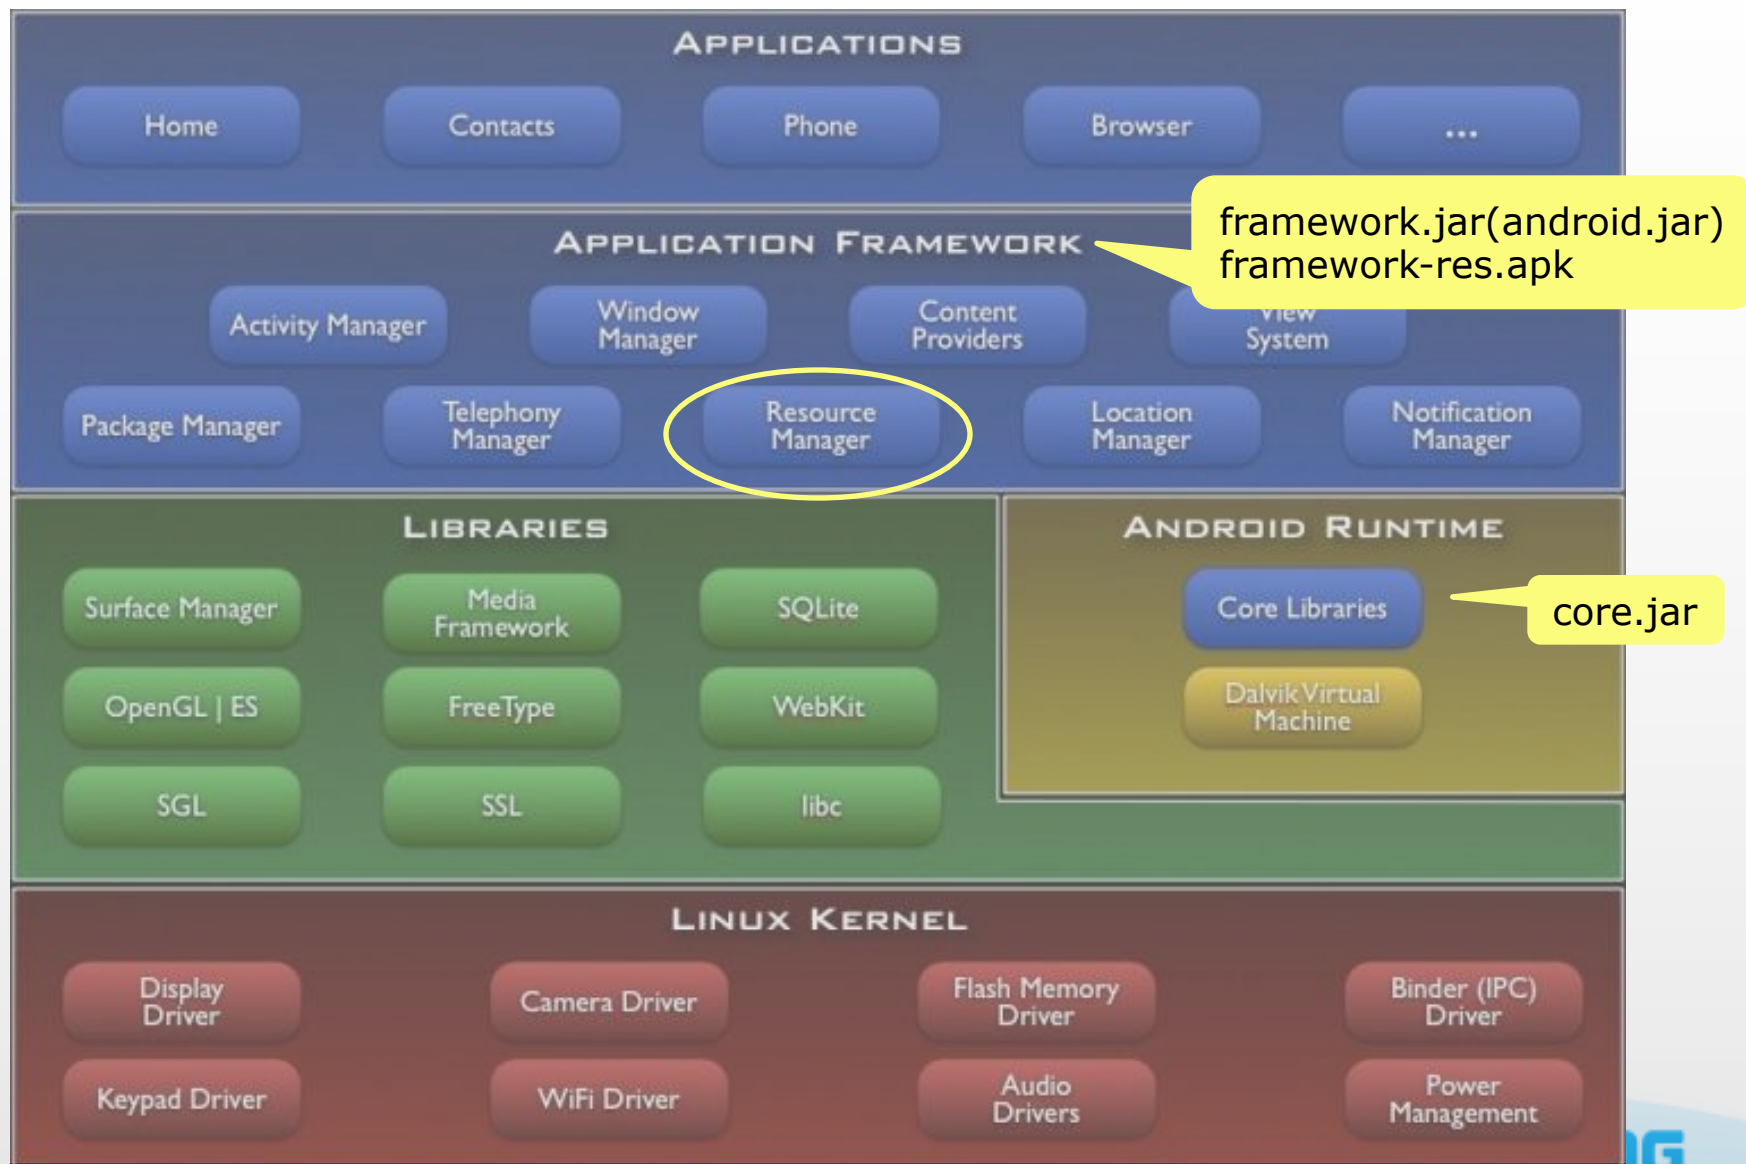 APPLICATIONS
Home
Contacts
Phone
Browser
...
framework.jar(android.jar)
framework-res.apk
APPLICATION FRAMEWORK
Activity Manager
Window
Manager
Content
Providers
View
System
Package Manager
Telephony
Manager
Resource
Manager
Location
Manager
Notification
Manager
LIBRARIES
Surface Manager
Media
Framework
SQLite
OpenGL | ES
FreeType
WebKit
SGL
SSL
libc
ANDROID RUNTIME
Core Libraries
core.jar
Dalvik Virtual
Machine
LINUX KERNEL
Display
Driver
Camera Driver
Flash Memory
Driver
Binder (IPC)
Driver
Keypad Driver
WiFi Driver
Audio
Drivers
Power
Management